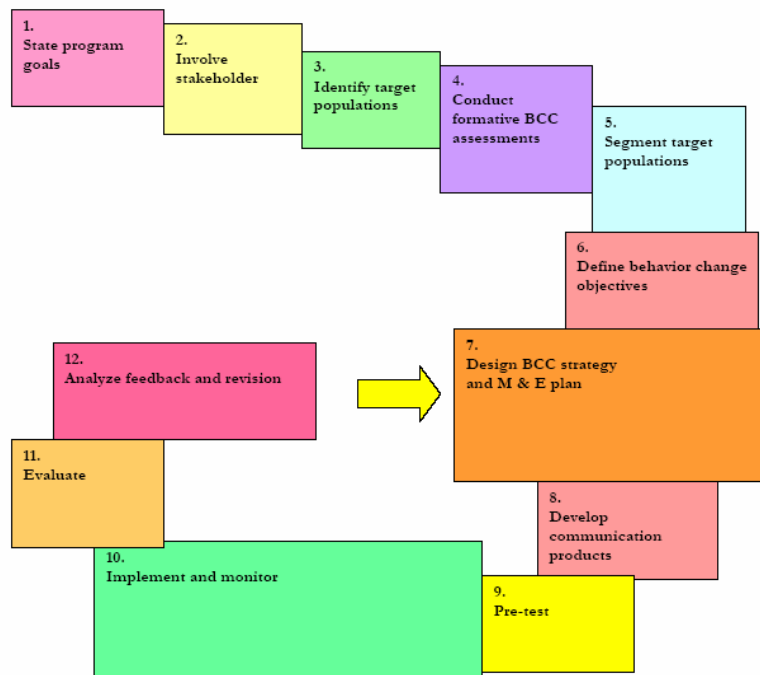 1.
State program
goals
2.
Involve
stakeholder
3.
Identify target
populations
4.
Conduct
formative BCC
assessments
5.
Segment target
populations
6.
Define behavior change
objectives
7.
Design BCC strategy
and M & E plan
8.
Develop
communication
products
9.
Pre-test
10.
Implement and monitor
11.
Evaluate
12.
Analyze feedback and revision